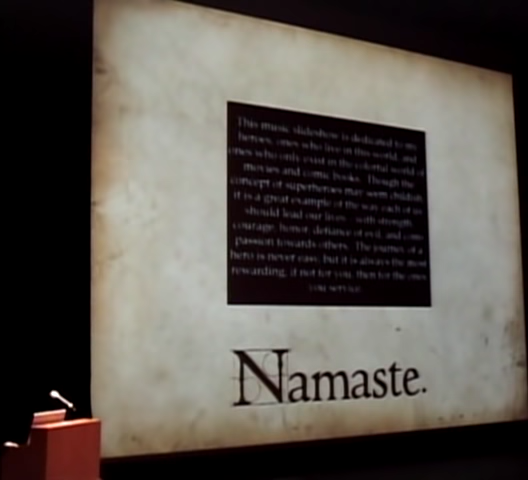 This music slideshow is dedicated to my
heroes, ones who live in this world, and
ones who only exist in the colorful world of
movies and comic books. Though the
concept of superheroes may seem childish,
it is a great example of the way each of us
should lead our lives - with strength,
courage, honor, defiance of evil, and com-
passion towards others. The journey of a
hero is never easy, but it is always the most
rewarding, if not for you, then for the ones
you service.
Namaste.